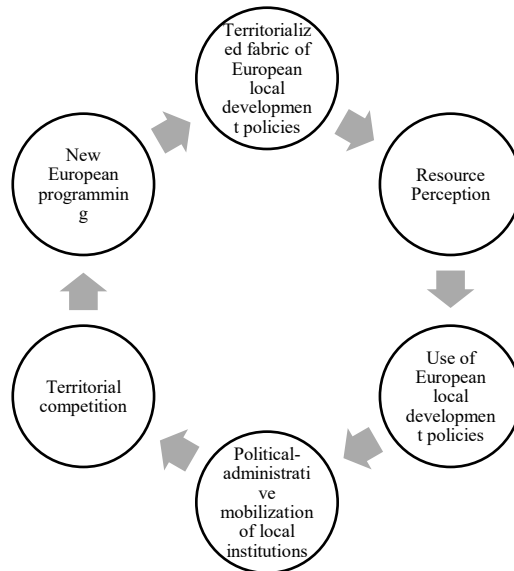 Territorializ
ed fabric of
European
local
developmen
t policies
Resource
Perception
Use of
European
local
developmen
t policies
Political-
administrati
ve
mobilization
of local
institutions
Territorial
competition
New
European
programmin
g